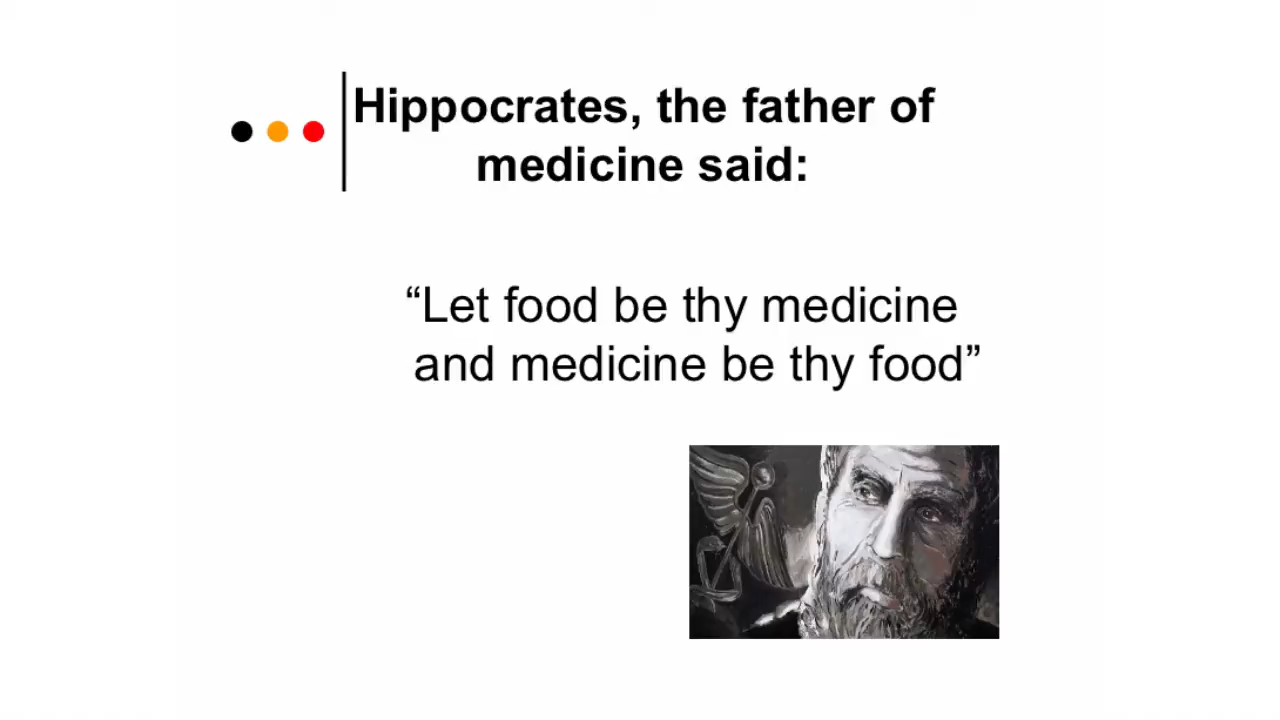 Hippocrates, the father of
medicine said:
“Let food be thy medicine
and medicine be thy food”